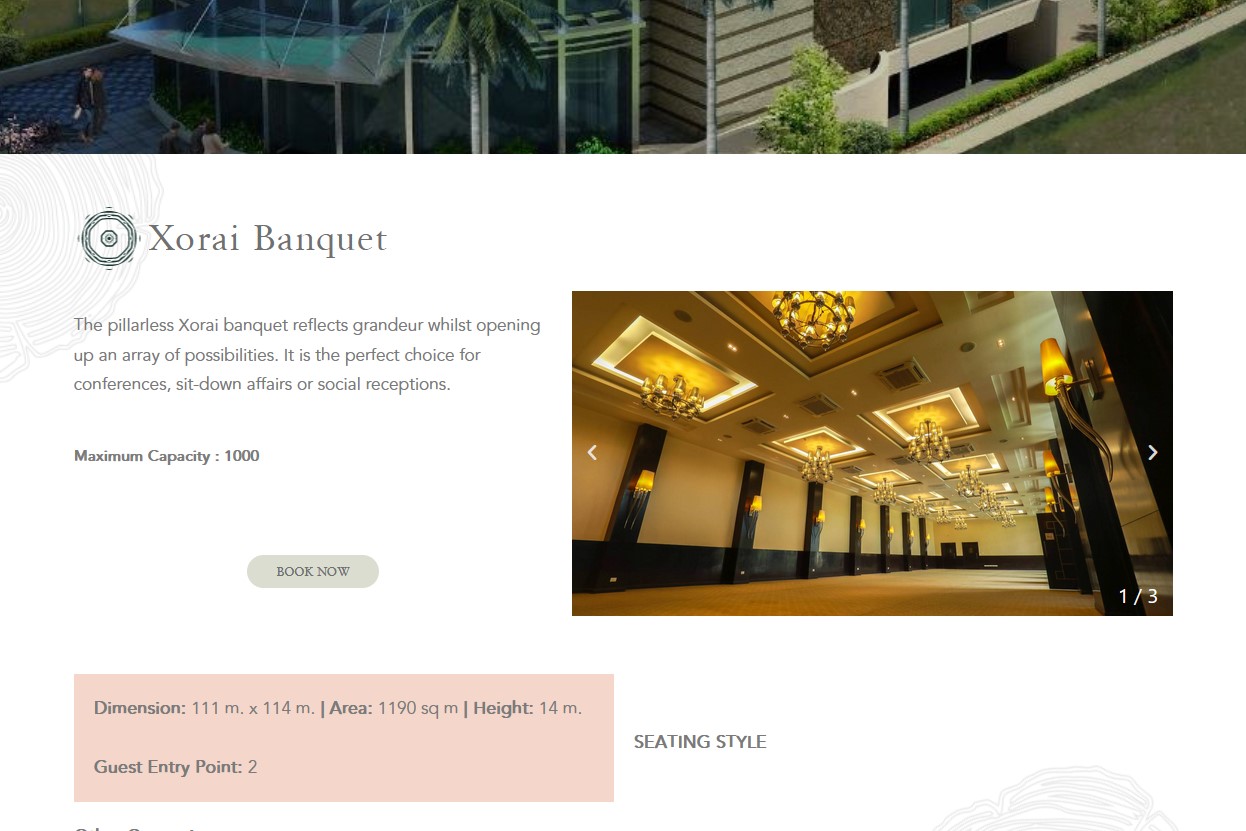 Xorai Banquet
The pillarless Xorai banquet reflects grandeur whilst opening
up an array of possibilities. It is the perfect choice for
conferences, sit-down affairs or social receptions.
Maximum Capacity : 1000
BOOK NOW
1 / 3
Dimension: 111 m. x 114 m. | Area: 1190 sq m | Height: 14 m.
Guest Entry Point: 2
SEATING STYLE